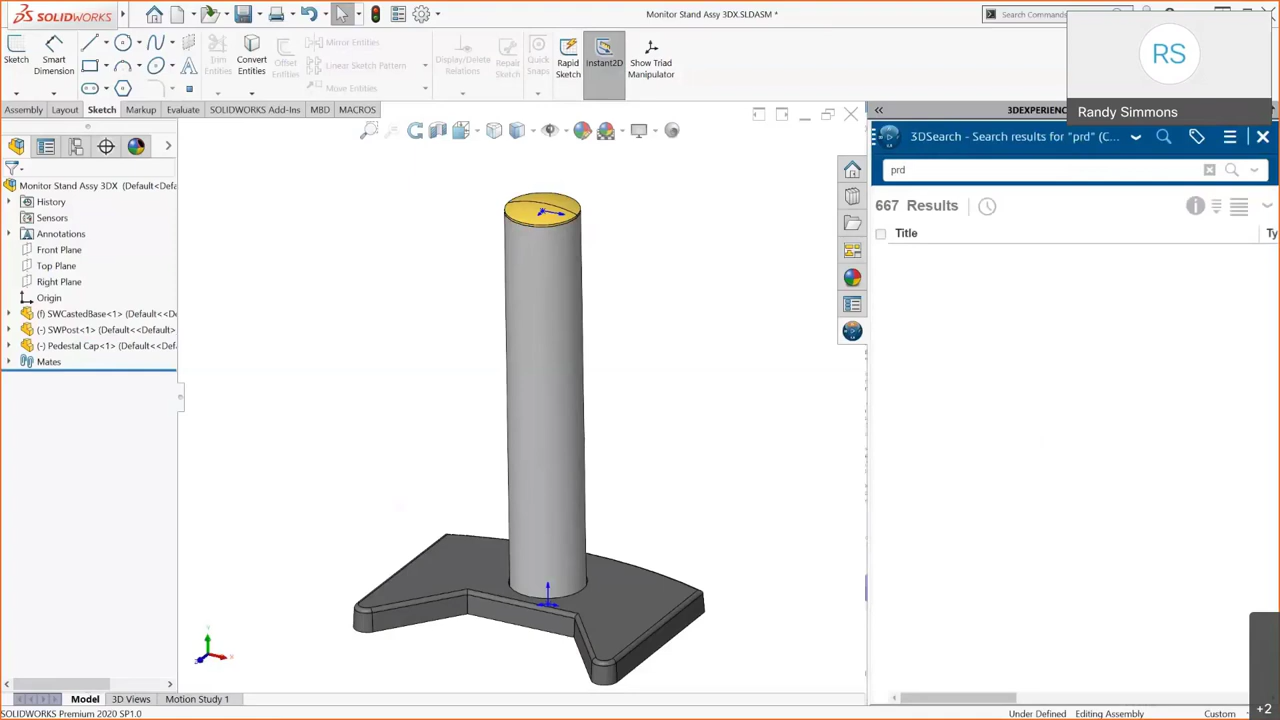 SOLIDWORKS
Monitor Stand Assy 3DX.SLDASM *
Search Command
RS
Randy Simmons
Sketch
Smart Dimension
Trim Entities
Convert Entities
Offset Entities
Mirror Entities
Linear Sketch Pattern
Move Entities
Display/Delete Relations
Repair Sketch
Quick Snaps
Rapid Sketch
Instant2D
Show Triad Manipulator
Assembly
Layout
Sketch
Markup
Evaluate
SOLIDWORKS Add-Ins
MBD
MACROS
3DEXPERIENCE
3DSearch - Search results for "prd" (C...
prd
667 Results
Title
Ty
Monitor Stand Assy 3DX (Default<Defa
History
Sensors
Annotations
Front Plane
Top Plane
Right Plane
Origin
(f) SWCastedBase<1> (Default<<De
(-) SWPost<1> (Default<<Default>
(-) Pedestal Cap<1> (Default<<Def
Mates
Model
3D Views
Motion Study 1
SOLIDWORKS Premium 2020 SP1.0
Under Defined
Editing Assembly
Custom
+2